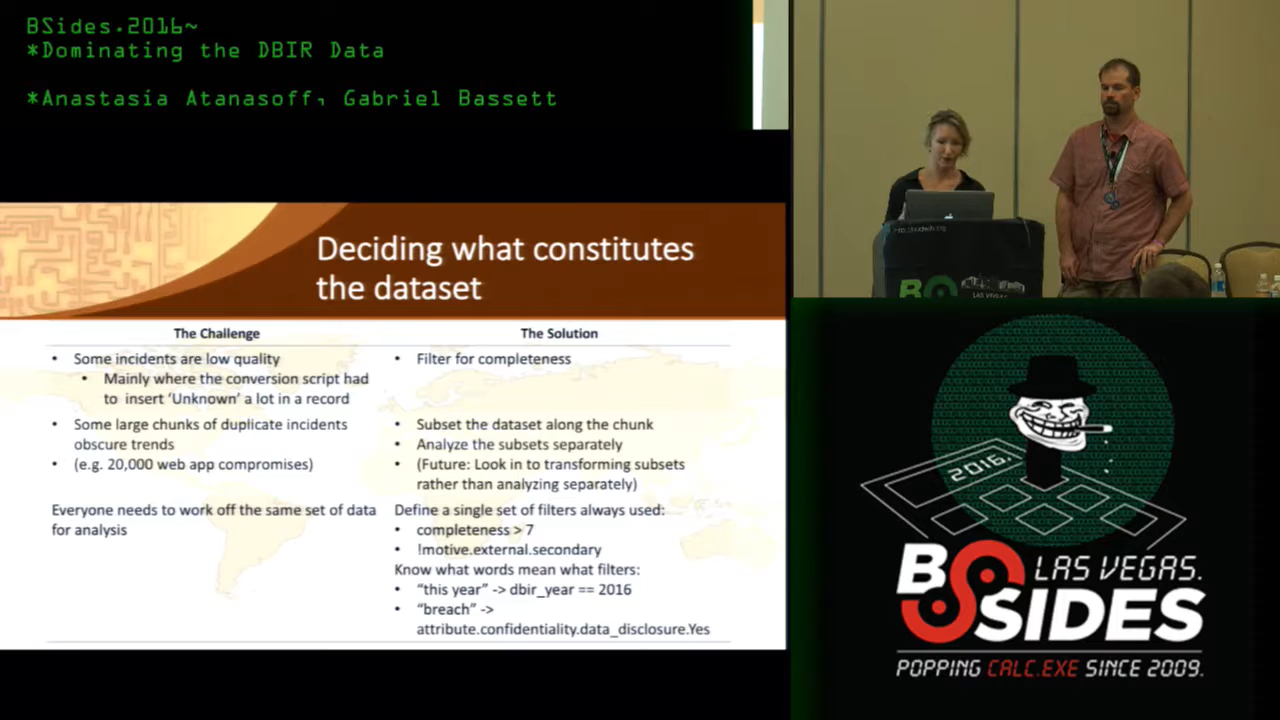 BSides.2016~
*Dominating the DBIR Data
*Anastasia Atanasoff, Gabriel Bassett
Deciding what constitutes
the dataset
The Challenge
The Solution
• Some incidents are low quality
• Mainly where the conversion script had
to insert ‘Unknown’ a lot in a record
• Filter for completeness
• Some large chunks of duplicate incidents
obscure trends
• (e.g. 20,000 web app compromises)
• Subset the dataset along the chunk
• Analyze the subsets separately
• (Future: Look in to transforming subsets
rather than analyzing separately)
Everyone needs to work off the same set of data
for analysis
Define a single set of filters always used:
• completeness > 7
• !motive.external.secondary
Know what words mean what filters:
• “this year” -> dbir_year == 2016
• “breach” ->
attribute.confidentiality.data_disclosure.Yes
BS
LAS VEGAS
2016.
BSIDES
LAS VEGAS.
POPPING CALC.EXE SINCE 2009.